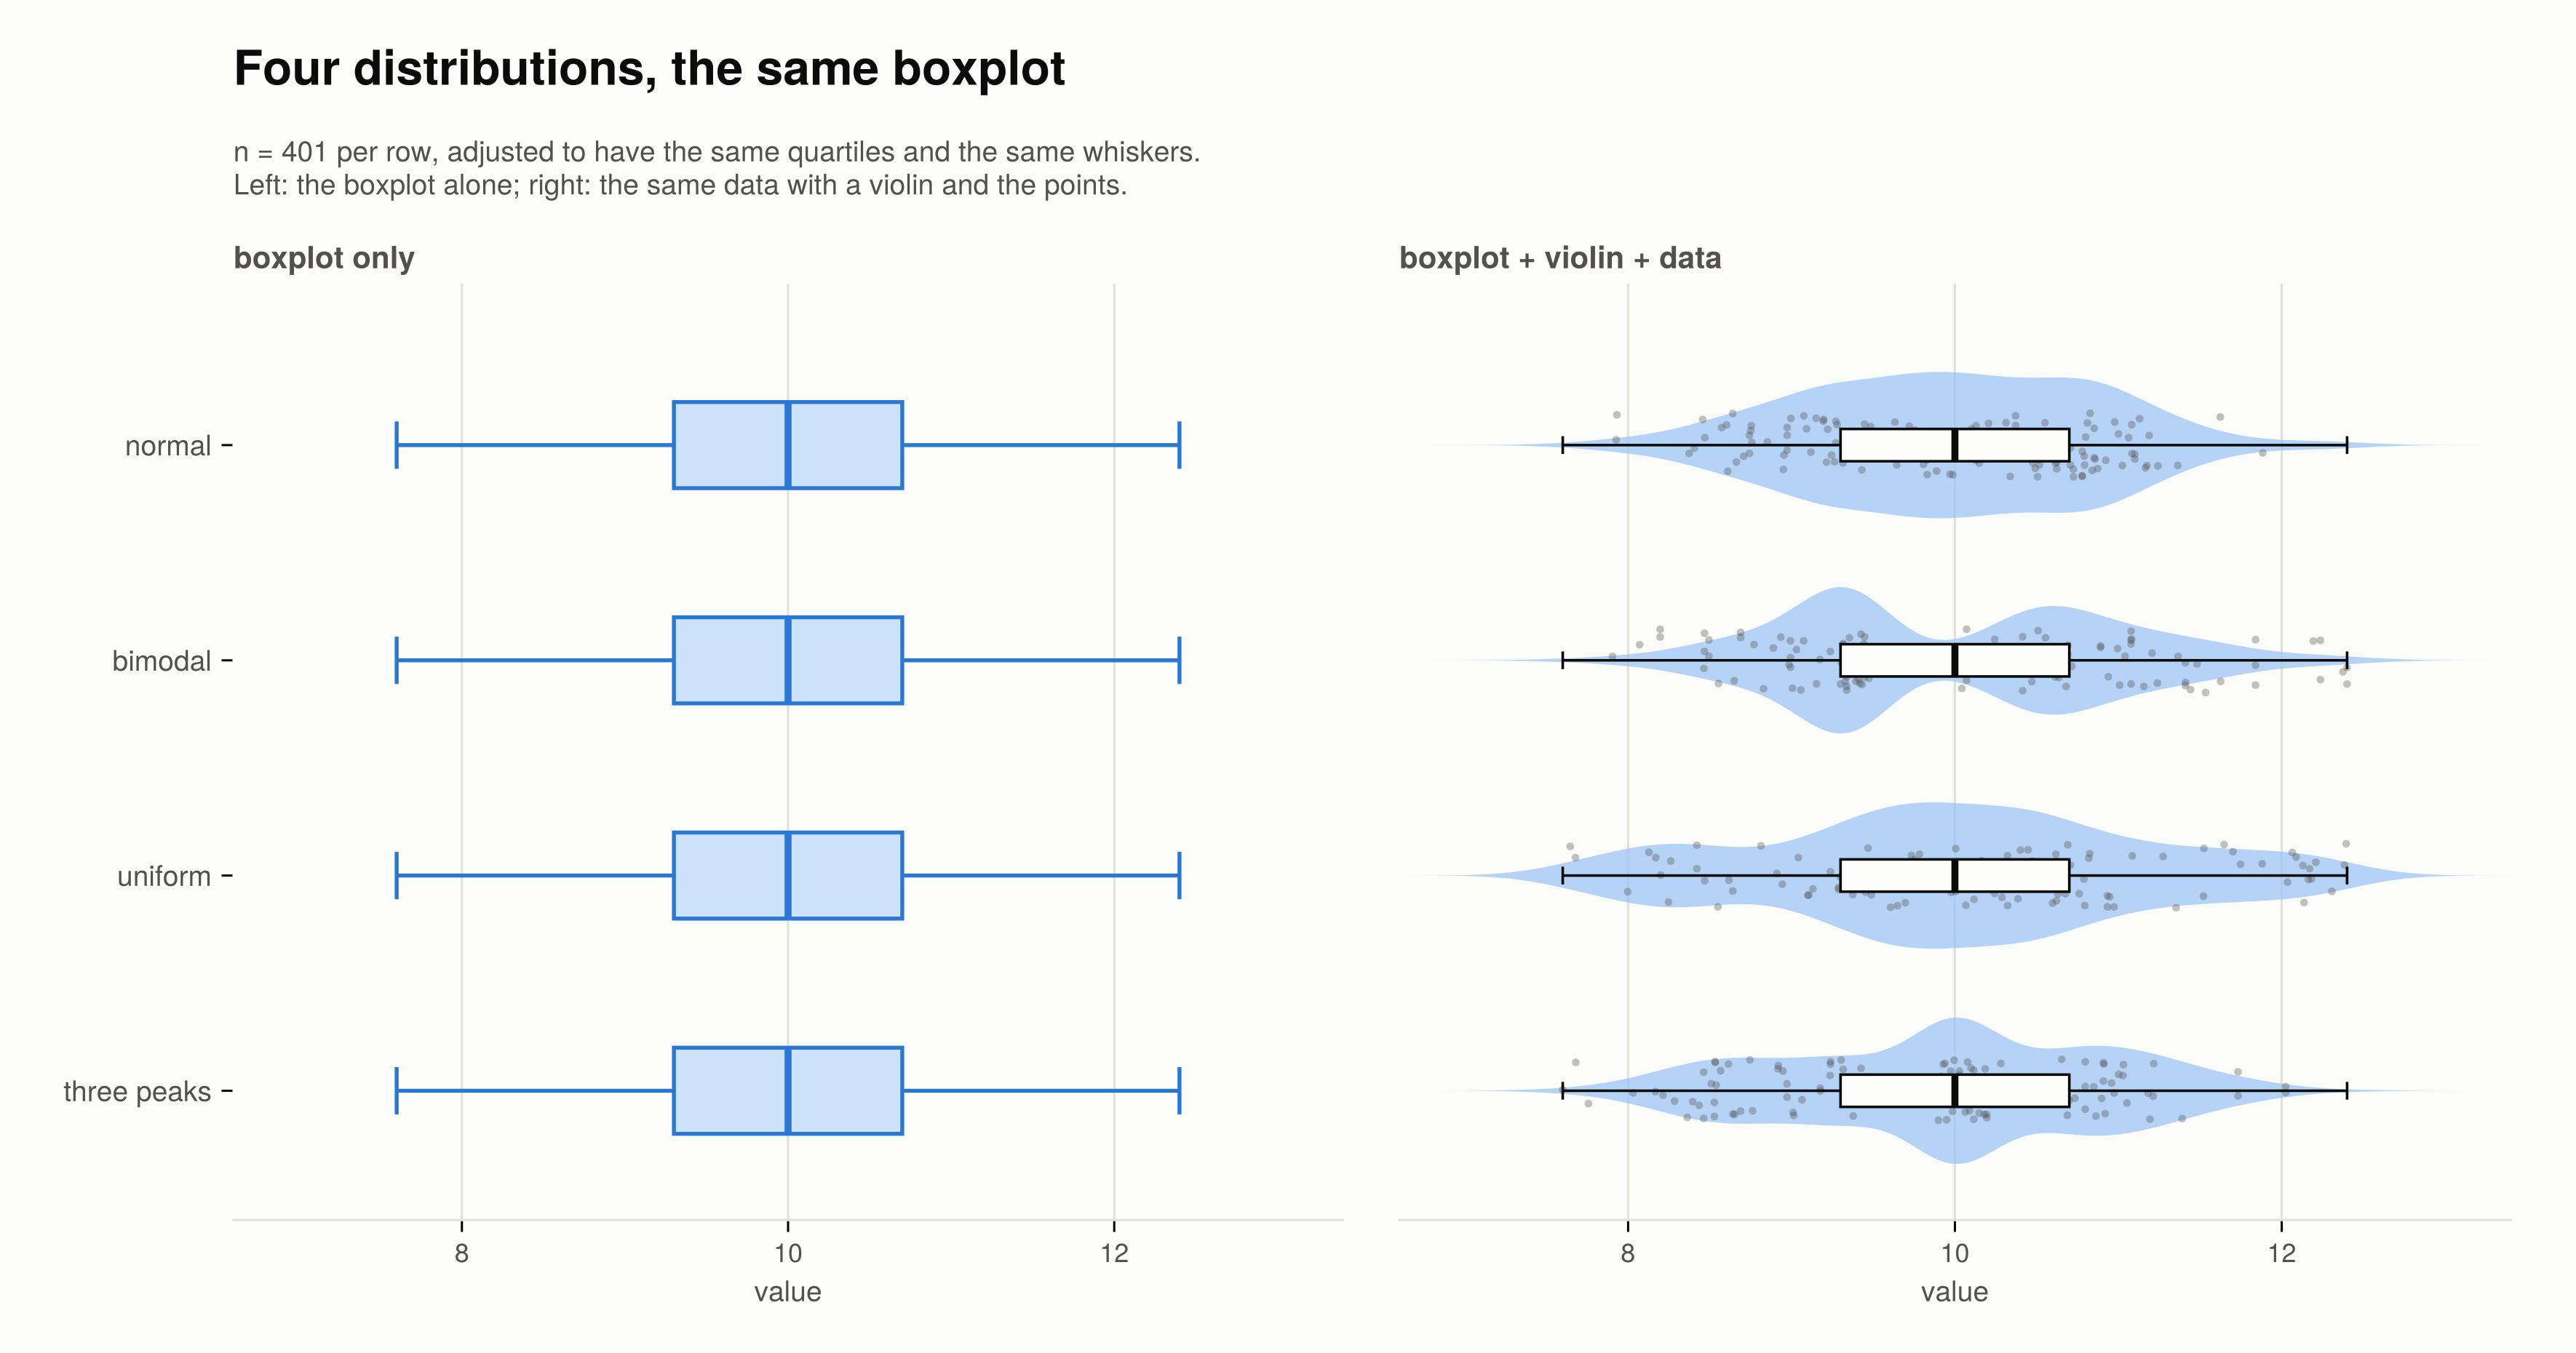 Four distributions, the same boxplot
n = 401 per row, adjusted to have the same quartiles and the same whiskers.
Left: the boxplot alone; right: the same data with a violin and the points.
boxplot only
boxplot + violin + data
normal
bimodal
uniform
three peaks
8 10 12
value
8 10 12
value